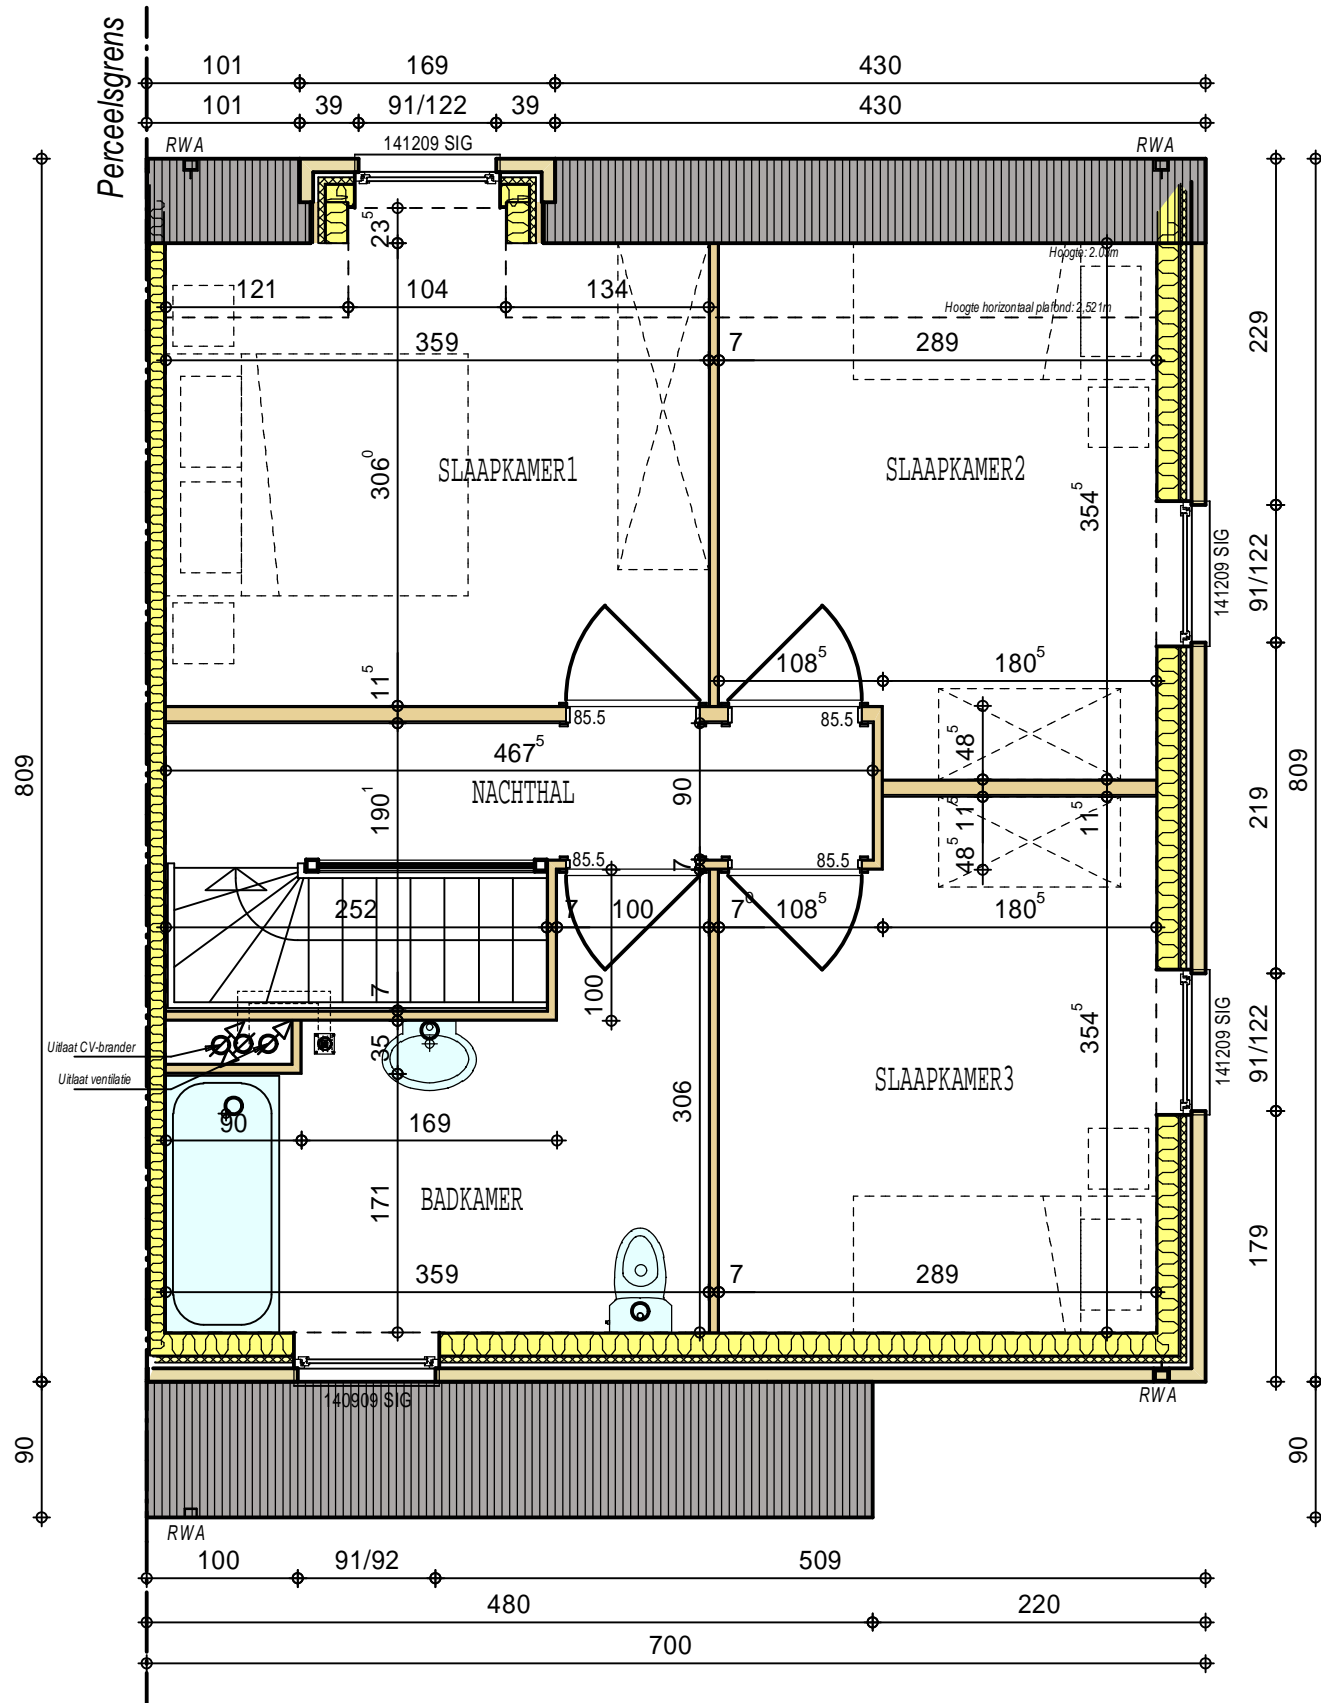 Perceelsgrens
101 169 430
101 39 91/122 39 430
RWA 141209 SIG RWA
23⁵
Hoogte: 2.03m
121 104 134
Hoogte horizontaal plafond: 2,521m
359 7 289
229
306⁰
SLAAPKAMER1 SLAAPKAMER2
354⁵
141209 SIG
91/122
108⁵ 180⁵
11⁵
85.5 85.5
467⁵
48⁵
809
NACHTHAL
190¹
90
11⁵ 11⁵
219
809
85.5 85.5
7
48⁵
252 7 100 7⁰ 108⁵ 180⁵
7
100
354⁵
141209 SIG
91/122
Uitlaat CV-brander
35
Uitlaat ventilatie
SLAAPKAMER3
90 169
306
171
BADKAMER
179
359 7 289
140909 SIG
RWA
90
90
RWA
100 91/92 509
480 220
700